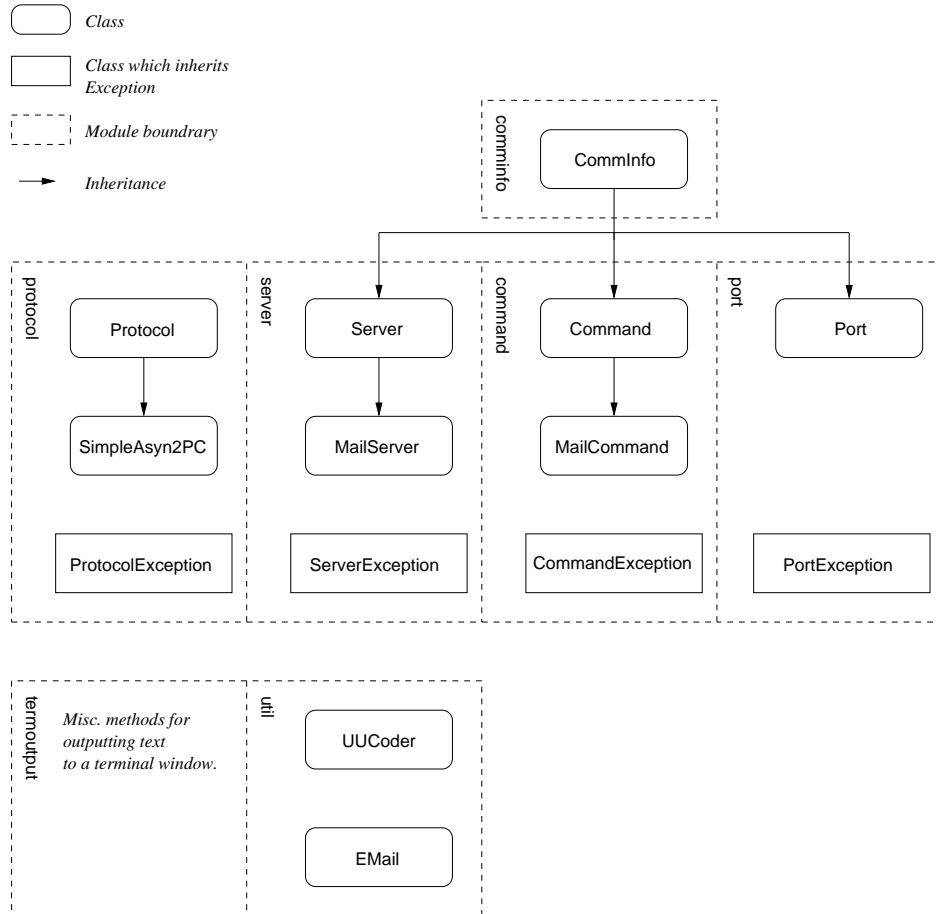 Class
Class which inherits
Exception
Module boundrary
Inheritance
comminfo
CommInfo
protocol
Protocol
SimpleAsyn2PC
ProtocolException
server
Server
MailServer
ServerException
command
Command
MailCommand
CommandException
port
Port
PortException
termoutput
Misc. methods for
outputting text
to a terminal window.
util
UUCoder
EMail